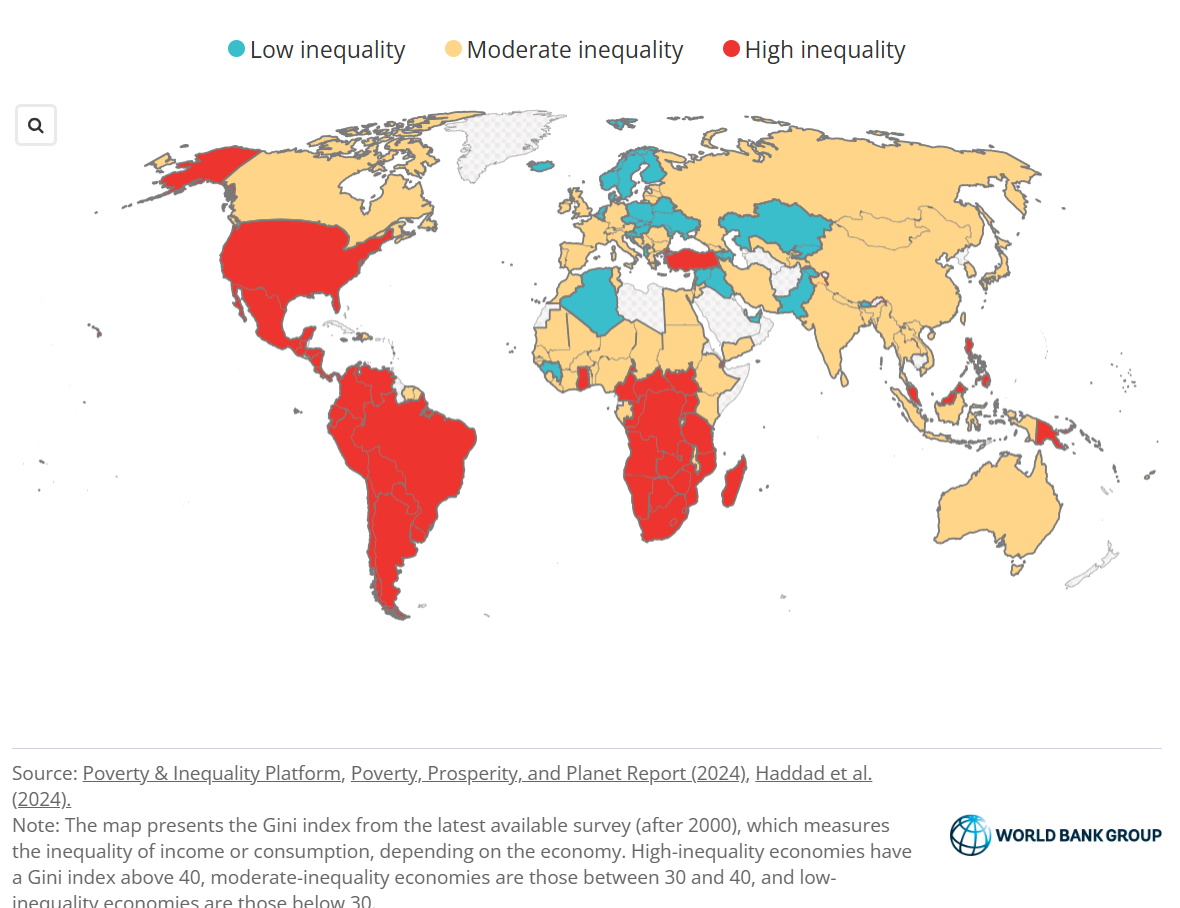 Low inequality Moderate inequality High inequality
Source: Poverty & Inequality Platform, Poverty, Prosperity, and Planet Report (2024), Haddad et al.
(2024).
Note: The map presents the Gini index from the latest available survey (after 2000), which measures
the inequality of income or consumption, depending on the economy. High-inequality economies have
a Gini index above 40, moderate-inequality economies are those between 30 and 40, and low-
inequality economies are those below 30.
WORLD BANK GROUP